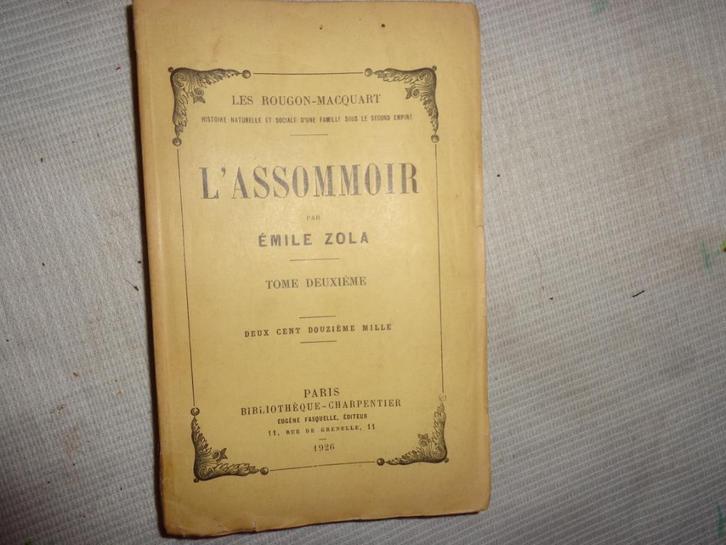 LES ROUGON-MACQUART
HISTOIRE NATURELLE ET SOCIALE D'UNE FAMILLE SOUS LE SECOND EMPIRE
L'ASSOMMOIR
PAR
ÉMILE ZOLA
TOME DEUXIÈME
DEUX CENT DOUZIÈME MILLE
PARIS
BIBLIOTHÈQUE-CHARPENTIER
EUGÈNE FASQUELLE, ÉDITEUR
11, RUE DE GRENELLE, 11
1926